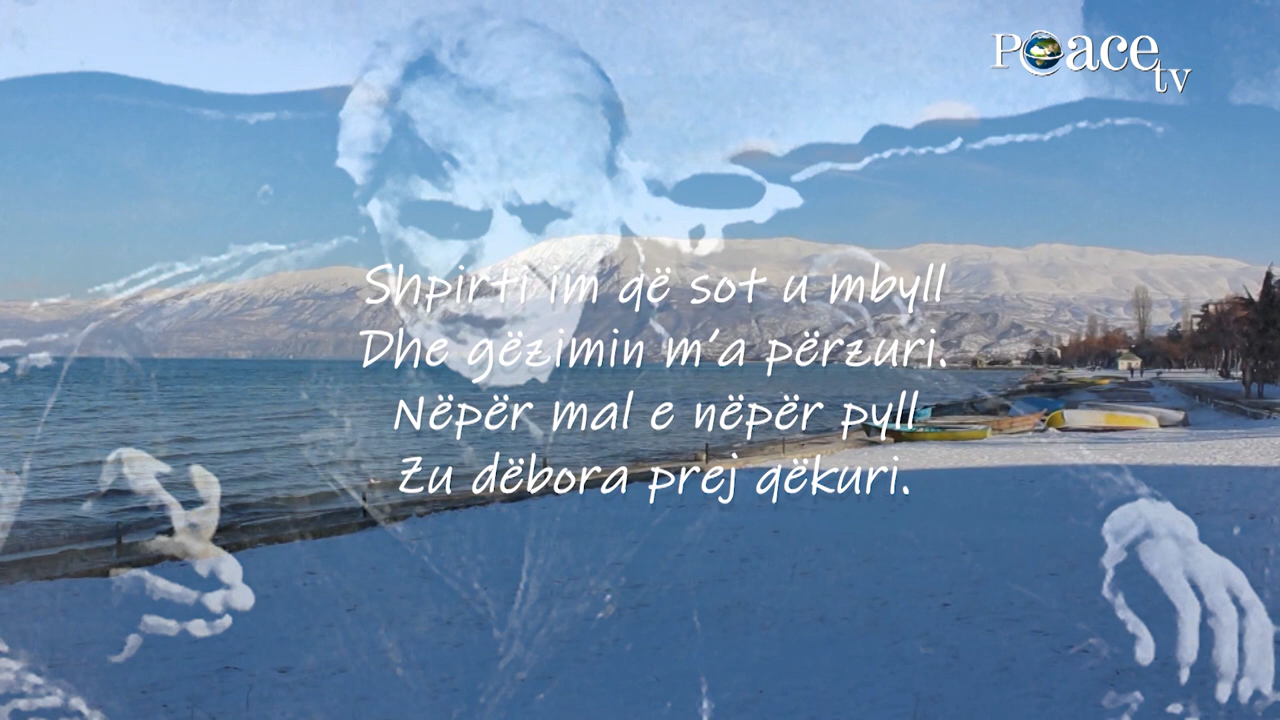 Peace
tv
Shpirti im që sot u mbyll
Dhe gëzimin m'a përzuri.
Nëpër mal e nëpër pyll
Zu dëbora prej qëkuri.